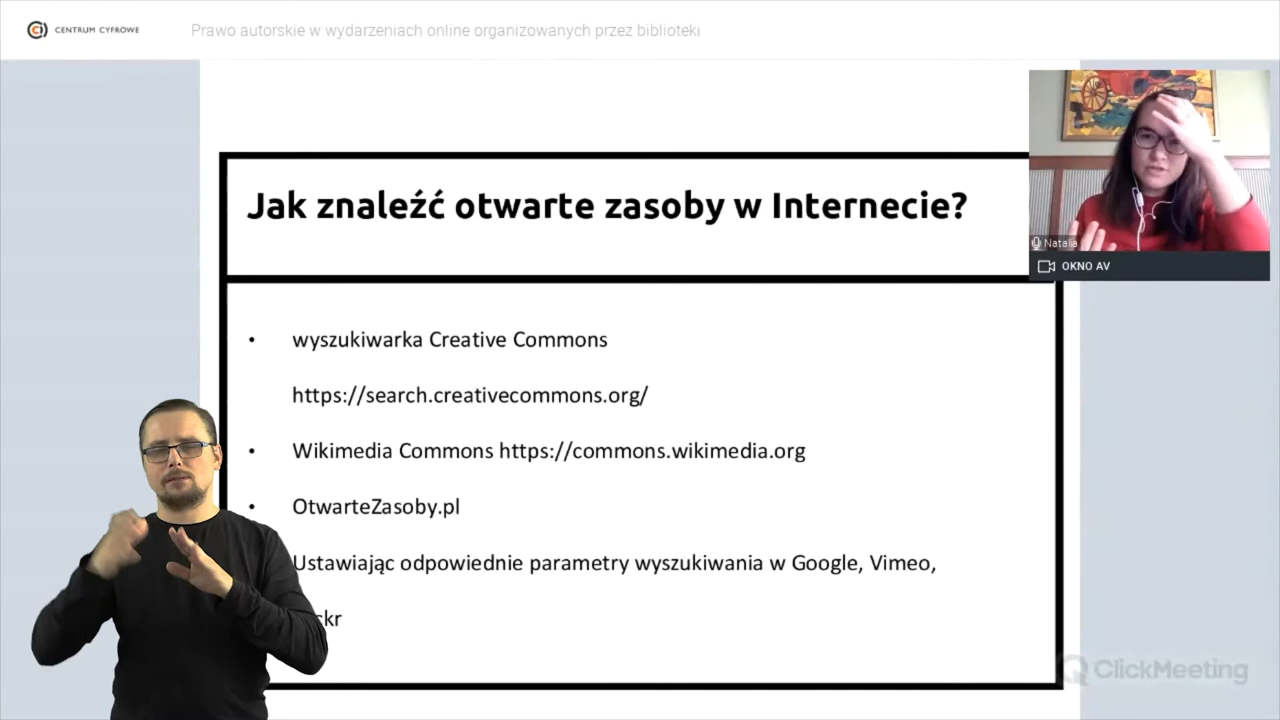 CENTRUM CYFROWE
Prawo autorskie w wydarzeniach online organizowanych przez biblioteki
Jak znaleźć otwarte zasoby w Internecie?
Natalia
OKNO AV
• wyszukiwarka Creative Commons
https://search.creativecommons.org/
• Wikimedia Commons https://commons.wikimedia.org
• OtwarteZasoby.pl
Ustawiając odpowiednie parametry wyszukiwania w Google, Vimeo,
ckr
ClickMeeting